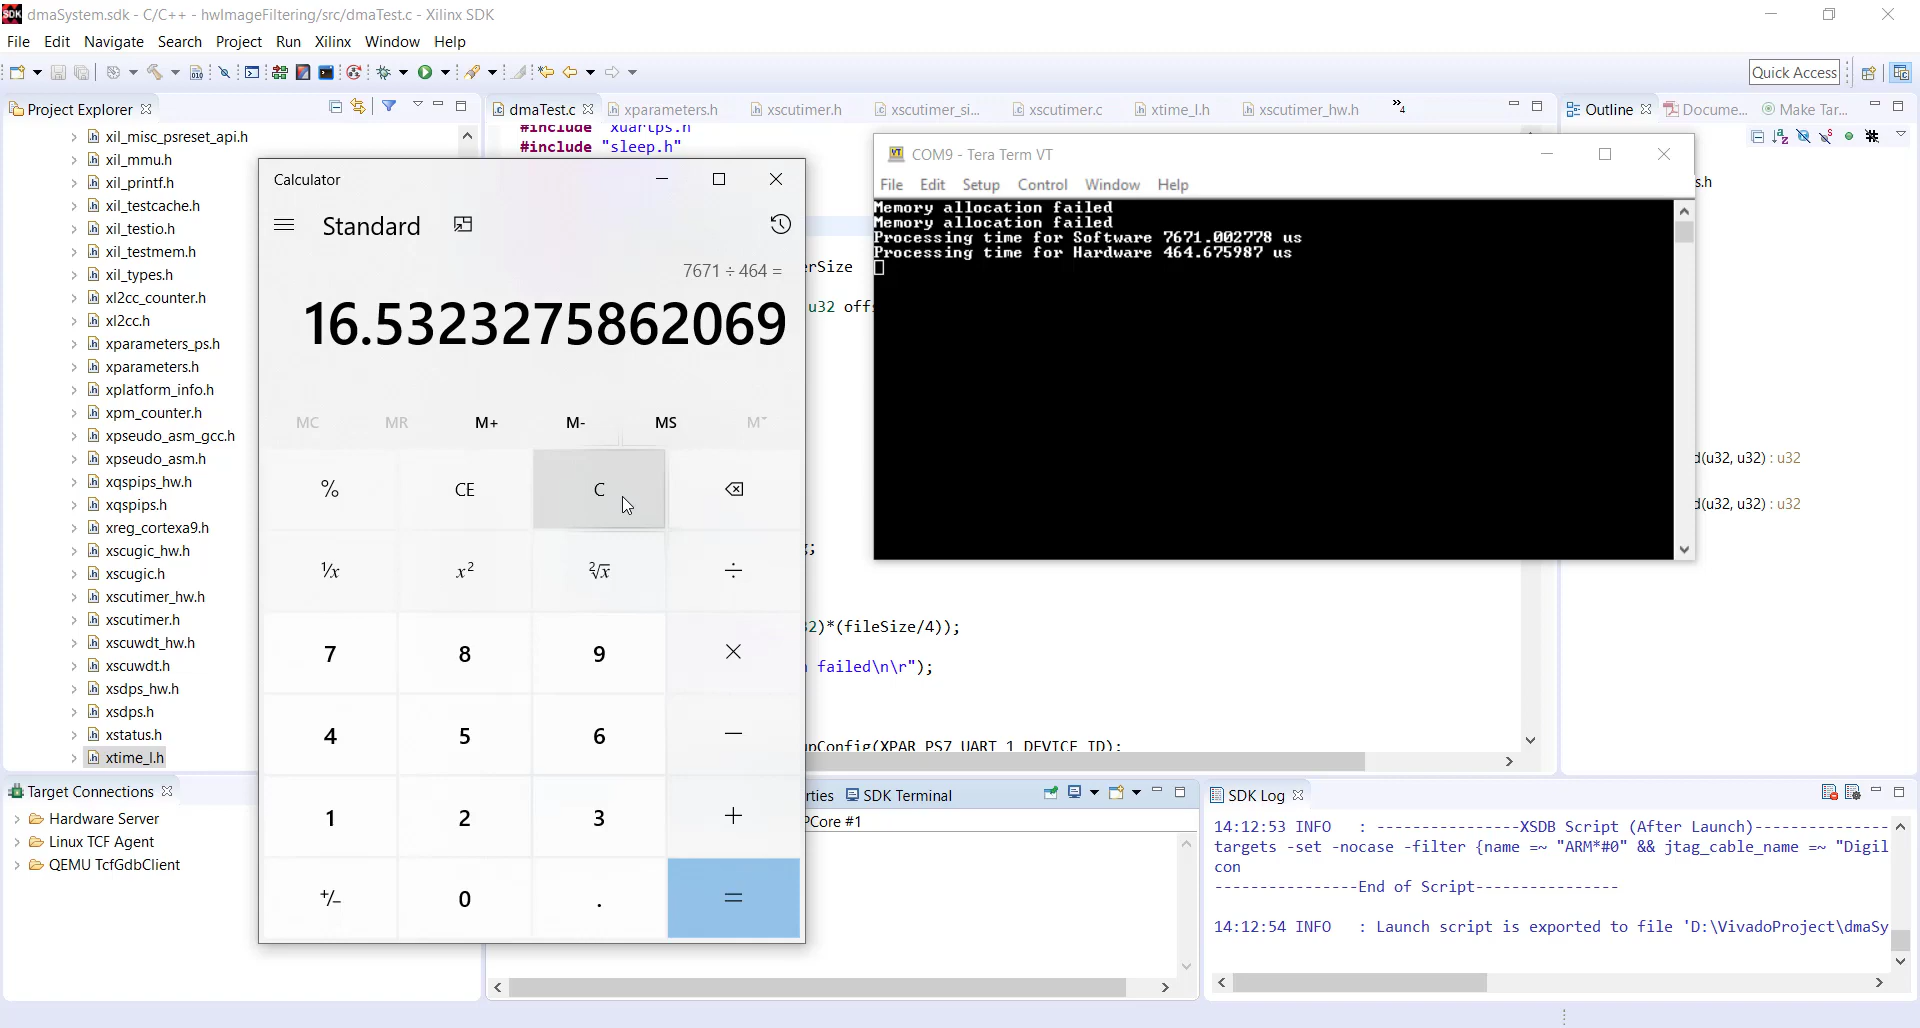 dmaSystem.sdk - C/C++ - hwImageFiltering/src/dmaTest.c - Xilinx SDK
File Edit Navigate Search Project Run Xilinx Window Help
Quick Access
Project Explorer
xil_misc_psreset_api.h
xil_mmu.h
xil_printf.h
xil_testcache.h
xil_testio.h
xil_testmem.h
xil_types.h
xl2cc_counter.h
xl2cc.h
xparameters_ps.h
xparameters.h
xplatform_info.h
xpm_counter.h
xpseudo_asm_gcc.h
xpseudo_asm.h
xqspips_hw.h
xqspips.h
xreg_cortexa9.h
xscugic_hw.h
xscugic.h
xscutimer_hw.h
xscutimer.h
xscuwdt_hw.h
xscuwdt.h
xsdps_hw.h
xsdps.h
xstatus.h
xtime_l.h
Target Connections
Hardware Server
Linux TCF Agent
QEMU TcfGdbClient
dmaTest.c xparameters.h xscutimer.h xscutimer_si... xscutimer.c xtime_l.h xscutimer_hw.h »4
#include "xuartps.h"
#include "sleep.h"
erSize
u32 offs
g;
32)*(fileSize/4));
n failed\n\r");
upConfig(XPAR_PS7_UART_1_DEVICE_ID);
Calculator
Standard
7671 ÷ 464 =
16.5323275862069
MC MR M+ M- MS M˅
% CE C
⅟x x² ²√x ÷
7 8 9 ×
4 5 6 −
1 2 3 +
+/− 0 . =
COM9 - Tera Term VT
File Edit Setup Control Window Help
Memory allocation failed
Memory allocation failed
Processing time for Software 7671.002778 us
Processing time for Hardware 464.675987 us
Outline Docume... Make Tar...
s.h
d(u32, u32) : u32
d(u32, u32) : u32
rties SDK Terminal
PCore #1
SDK Log
14:12:53 INFO : ----------------XSDB Script (After Launch)---------------
targets -set -nocase -filter {name =~ "ARM*#0" && jtag_cable_name =~ "Digil
con
----------------End of Script----------------
14:12:54 INFO : Launch script is exported to file 'D:\VivadoProject\dmaSy